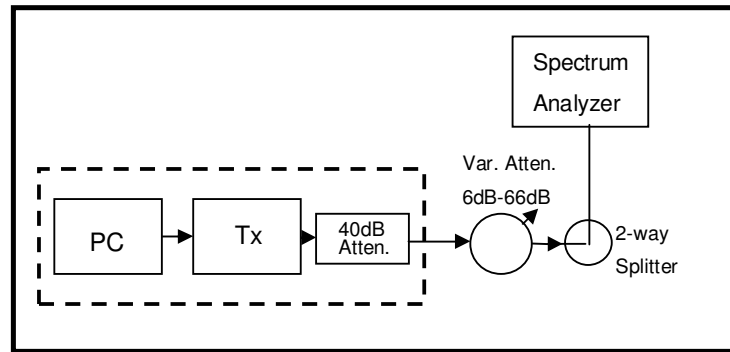 Spectrum
Analyzer
Var. Atten.
6dB-66dB
PC
Tx
40dB
Atten.
2-way
Splitter